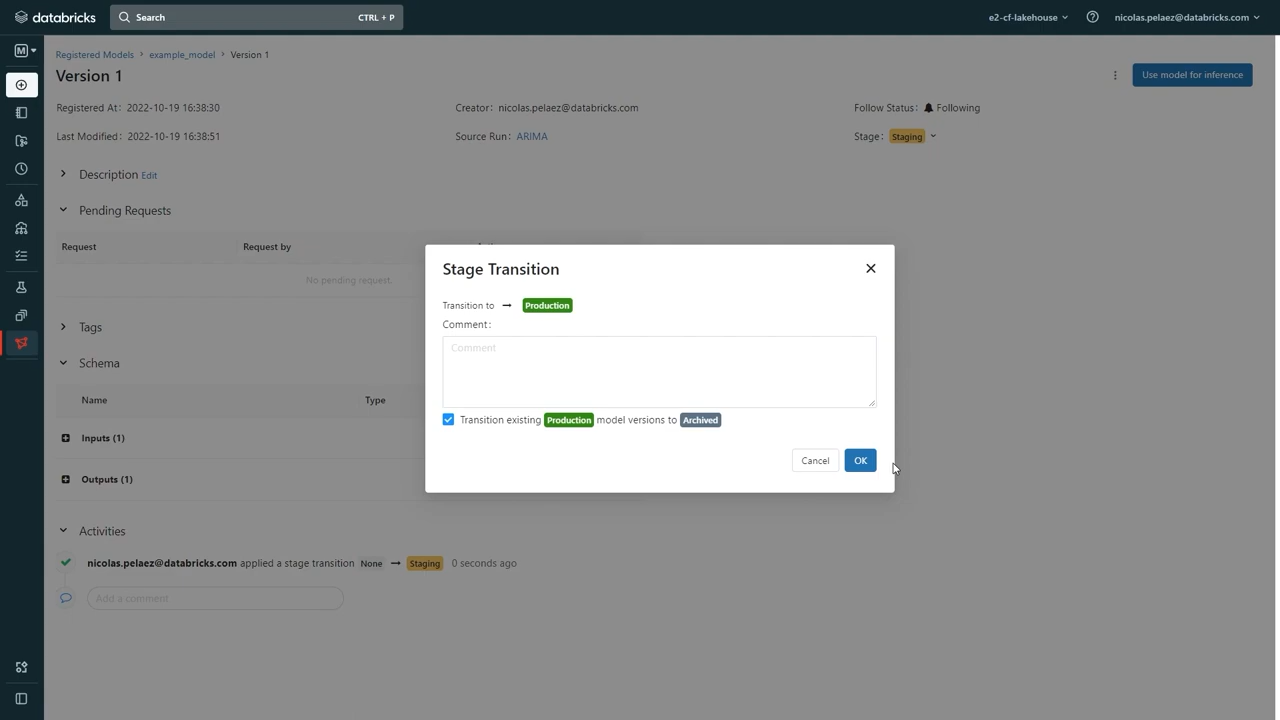 databricks
Search CTRL + P
e2-cf-lakehouse
nicolas.pelaez@databricks.com
M
Registered Models > example_model > Version 1
Version 1
Use model for inference
Registered At: 2022-10-19 16:38:30
Creator: nicolas.pelaez@databricks.com
Follow Status: Following
Last Modified: 2022-10-19 16:38:51
Source Run: ARIMA
Stage: Staging
Description Edit
Pending Requests
Request Request by
No pending request.
Stage Transition
Transition to → Production
Comment:
Comment
Transition existing Production model versions to Archived
Cancel OK
Tags
Schema
Name Type
Inputs (1)
Outputs (1)
Activities
nicolas.pelaez@databricks.com applied a stage transition None → Staging 0 seconds ago
Add a comment